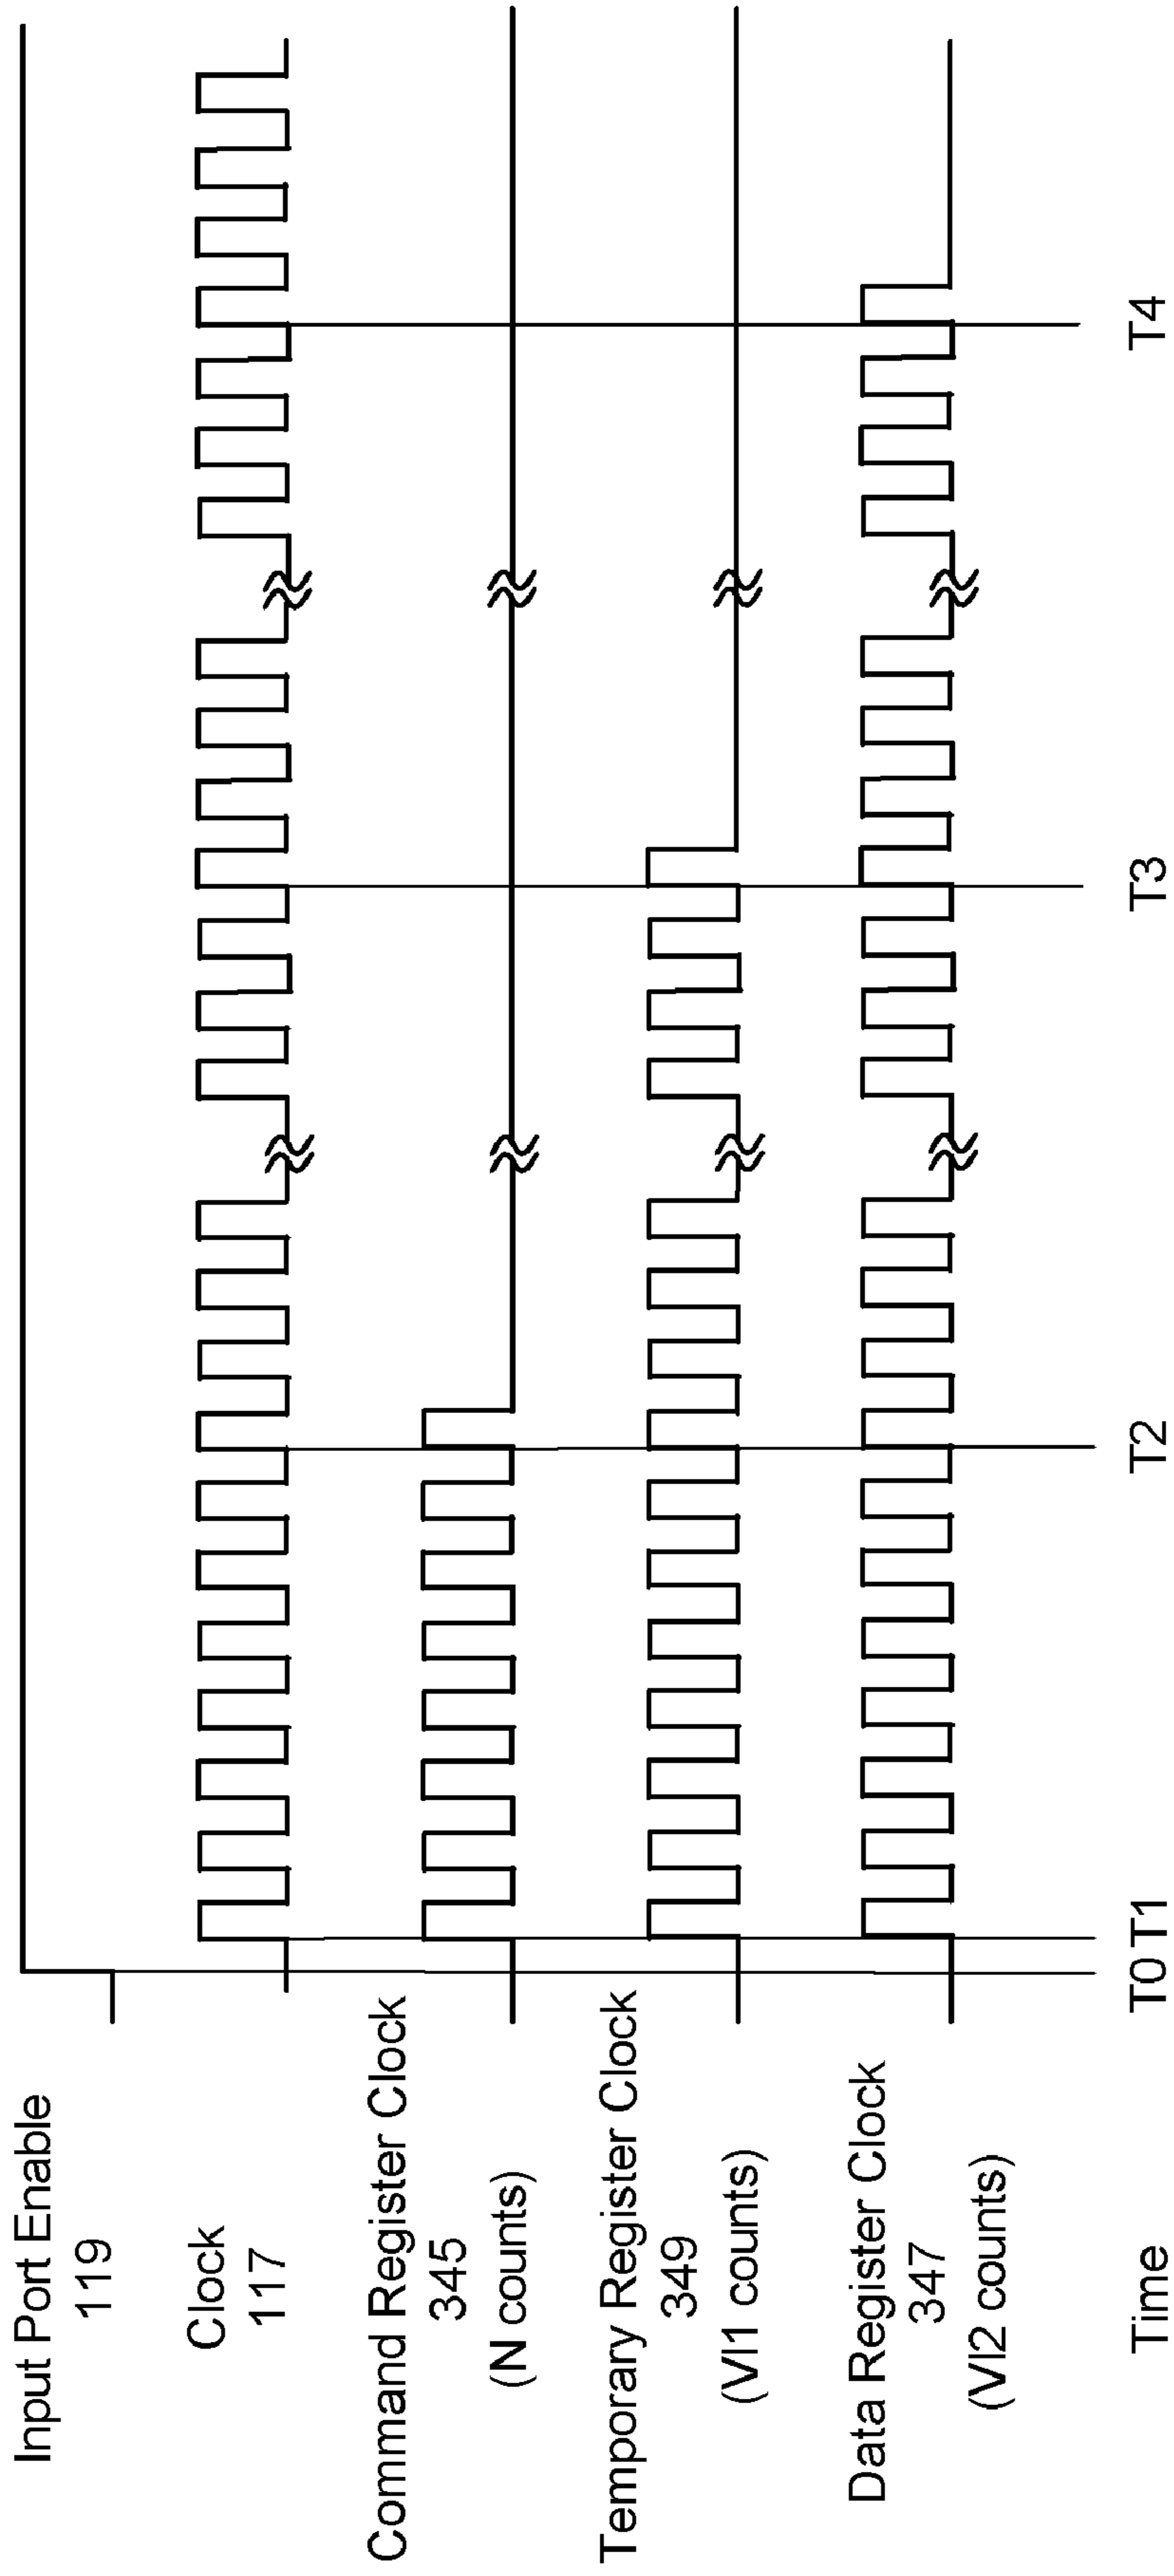 Input Port Enable
119
Clock
117
Command Register Clock
345
(N counts)
Temporary Register Clock
349
(VI1 counts)
Data Register Clock
347
(VI2 counts)
Time T0 T1 T2 T3 T4